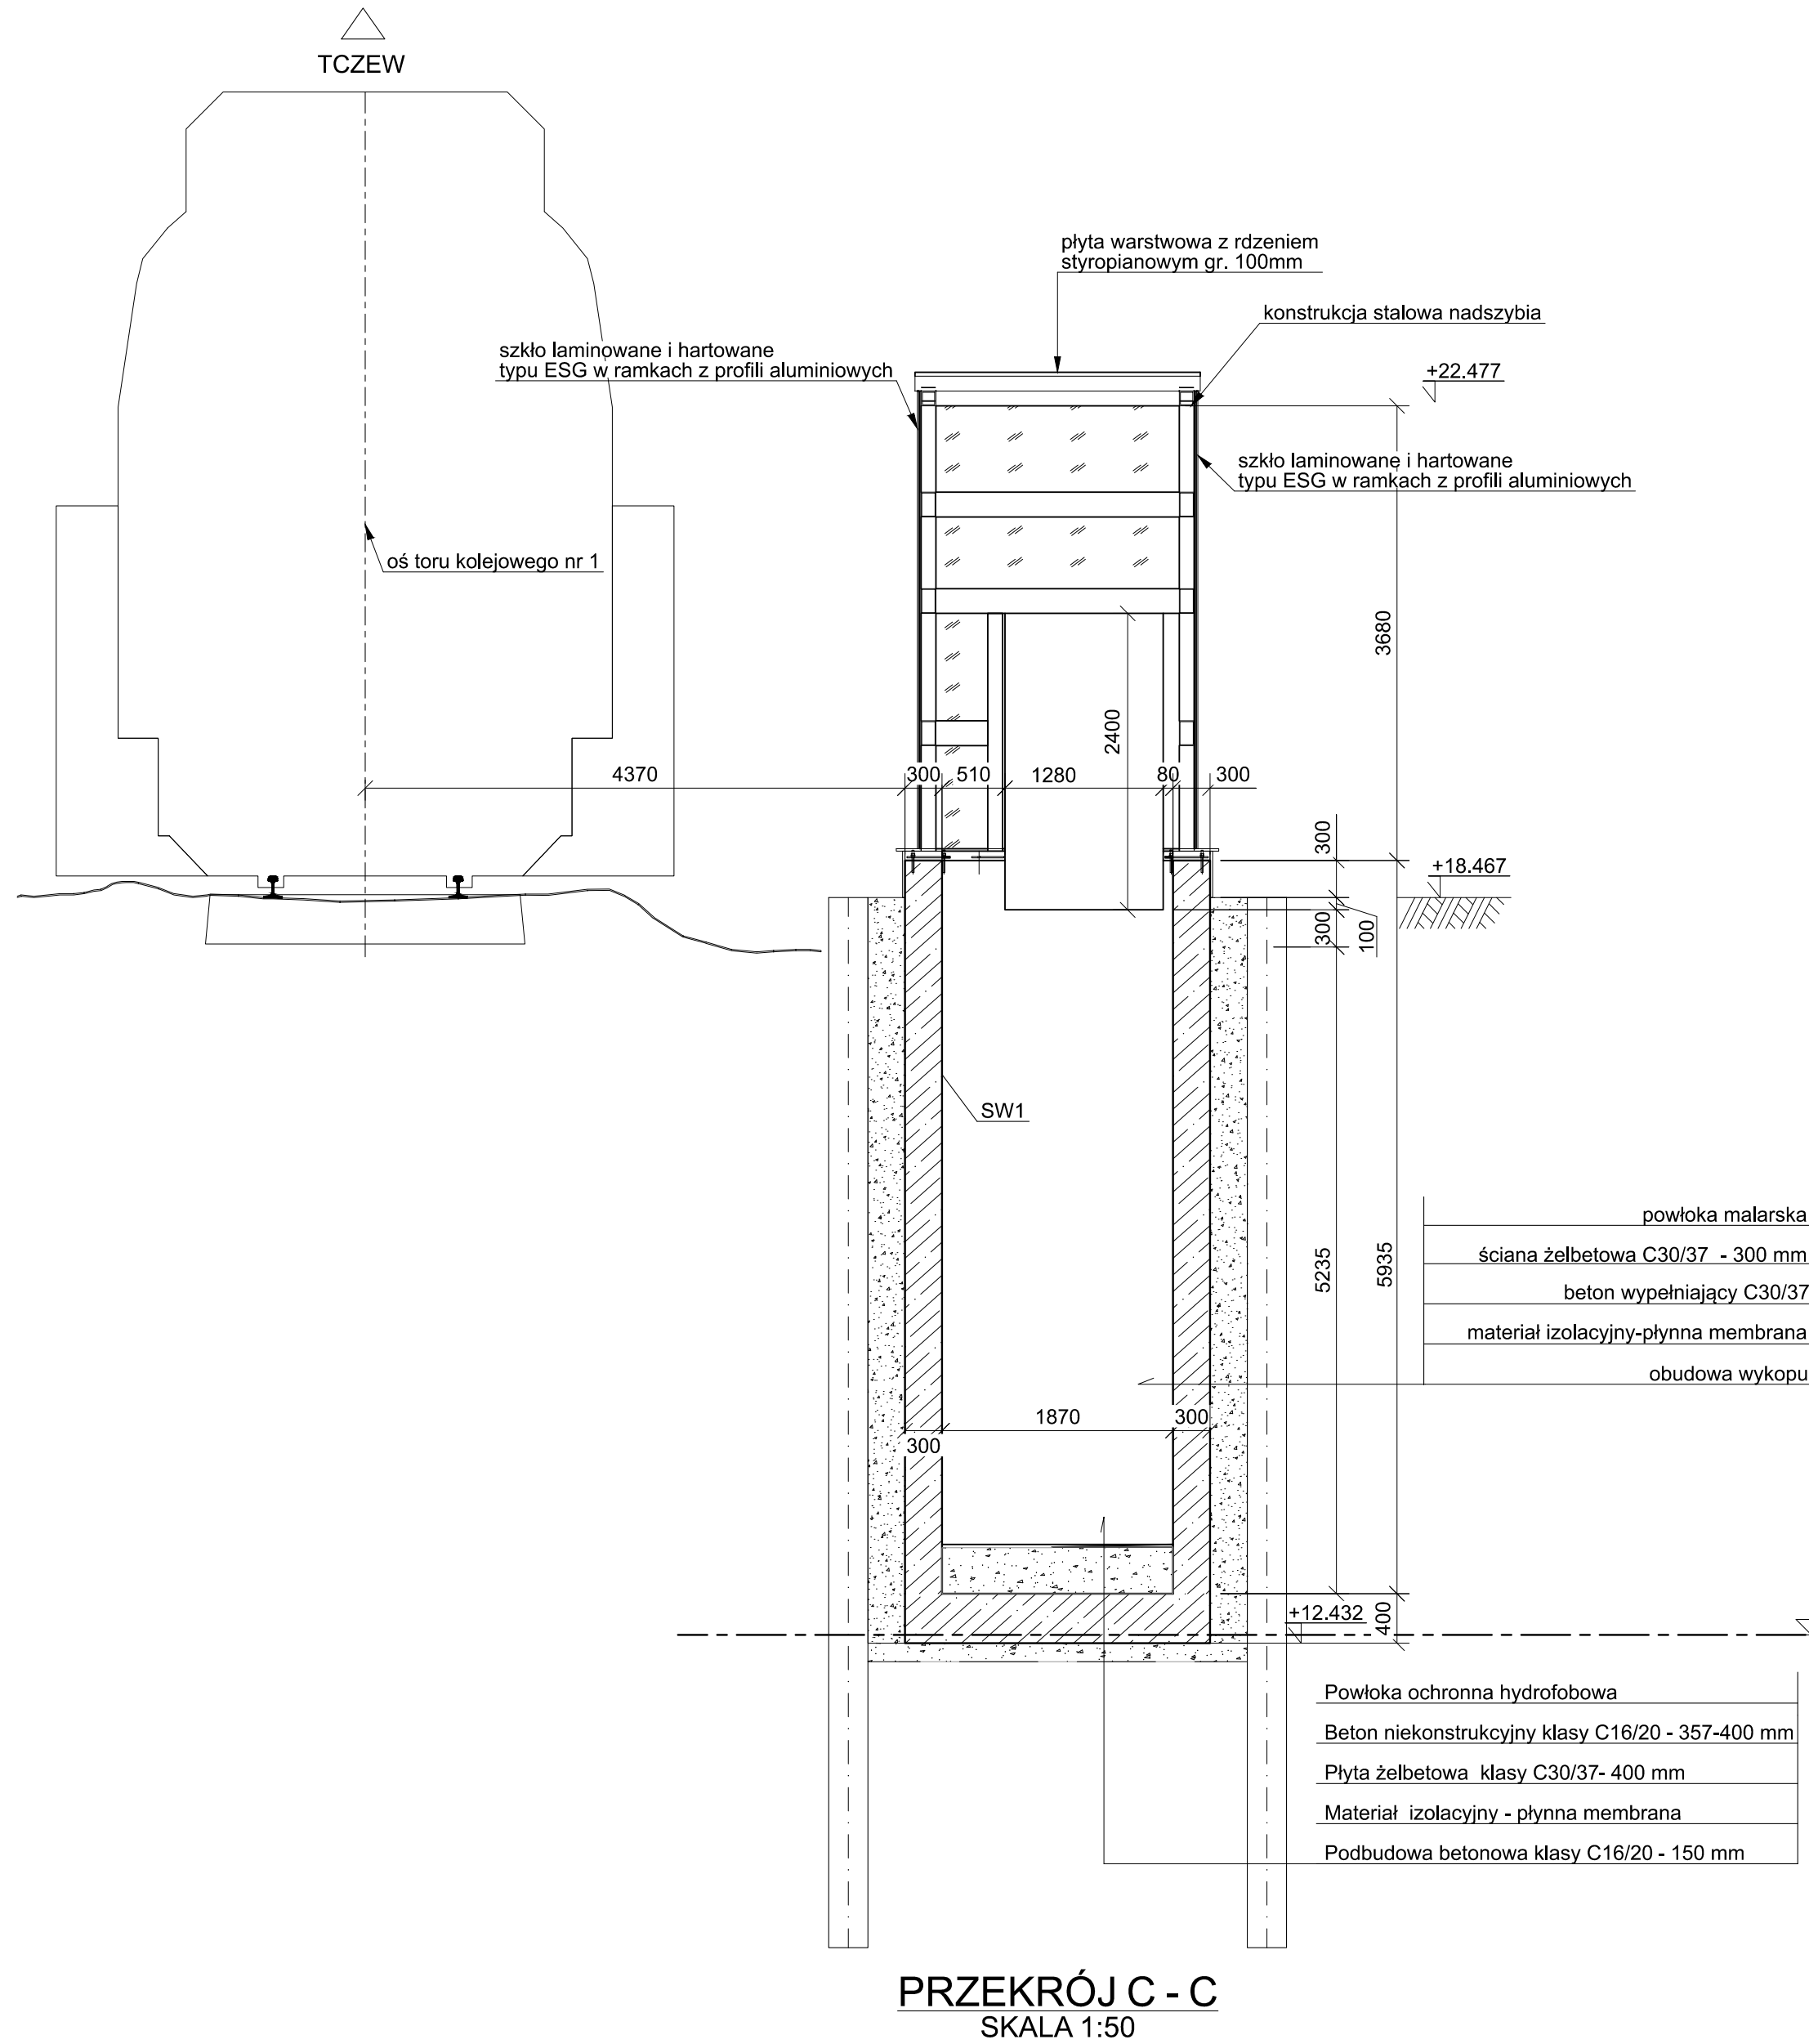 TCZEW
płyta warstwowa z rdzeniem
styropianowym gr. 100mm
konstrukcja stalowa nadszybia
szkło laminowane i hartowane
typu ESG w ramkach z profili aluminiowych
+22.477
szkło laminowane i hartowane
typu ESG w ramkach z profili aluminiowych
oś toru kolejowego nr 1
3680
2400
4370
300
510
1280
80
300
300
+18.467
300
100
SW1
powłoka malarska
ściana żelbetowa C30/37 - 300 mm
beton wypełniający C30/37
materiał izolacyjny-płynna membrana
obudowa wykopu
5235
5935
1870
300
300
+12.432
400
Powłoka ochronna hydrofobowa
Beton niekonstrukcyjny klasy C16/20 - 357-400 mm
Płyta żelbetowa klasy C30/37- 400 mm
Materiał izolacyjny - płynna membrana
Podbudowa betonowa klasy C16/20 - 150 mm
PRZEKRÓJ C - C
SKALA 1:50